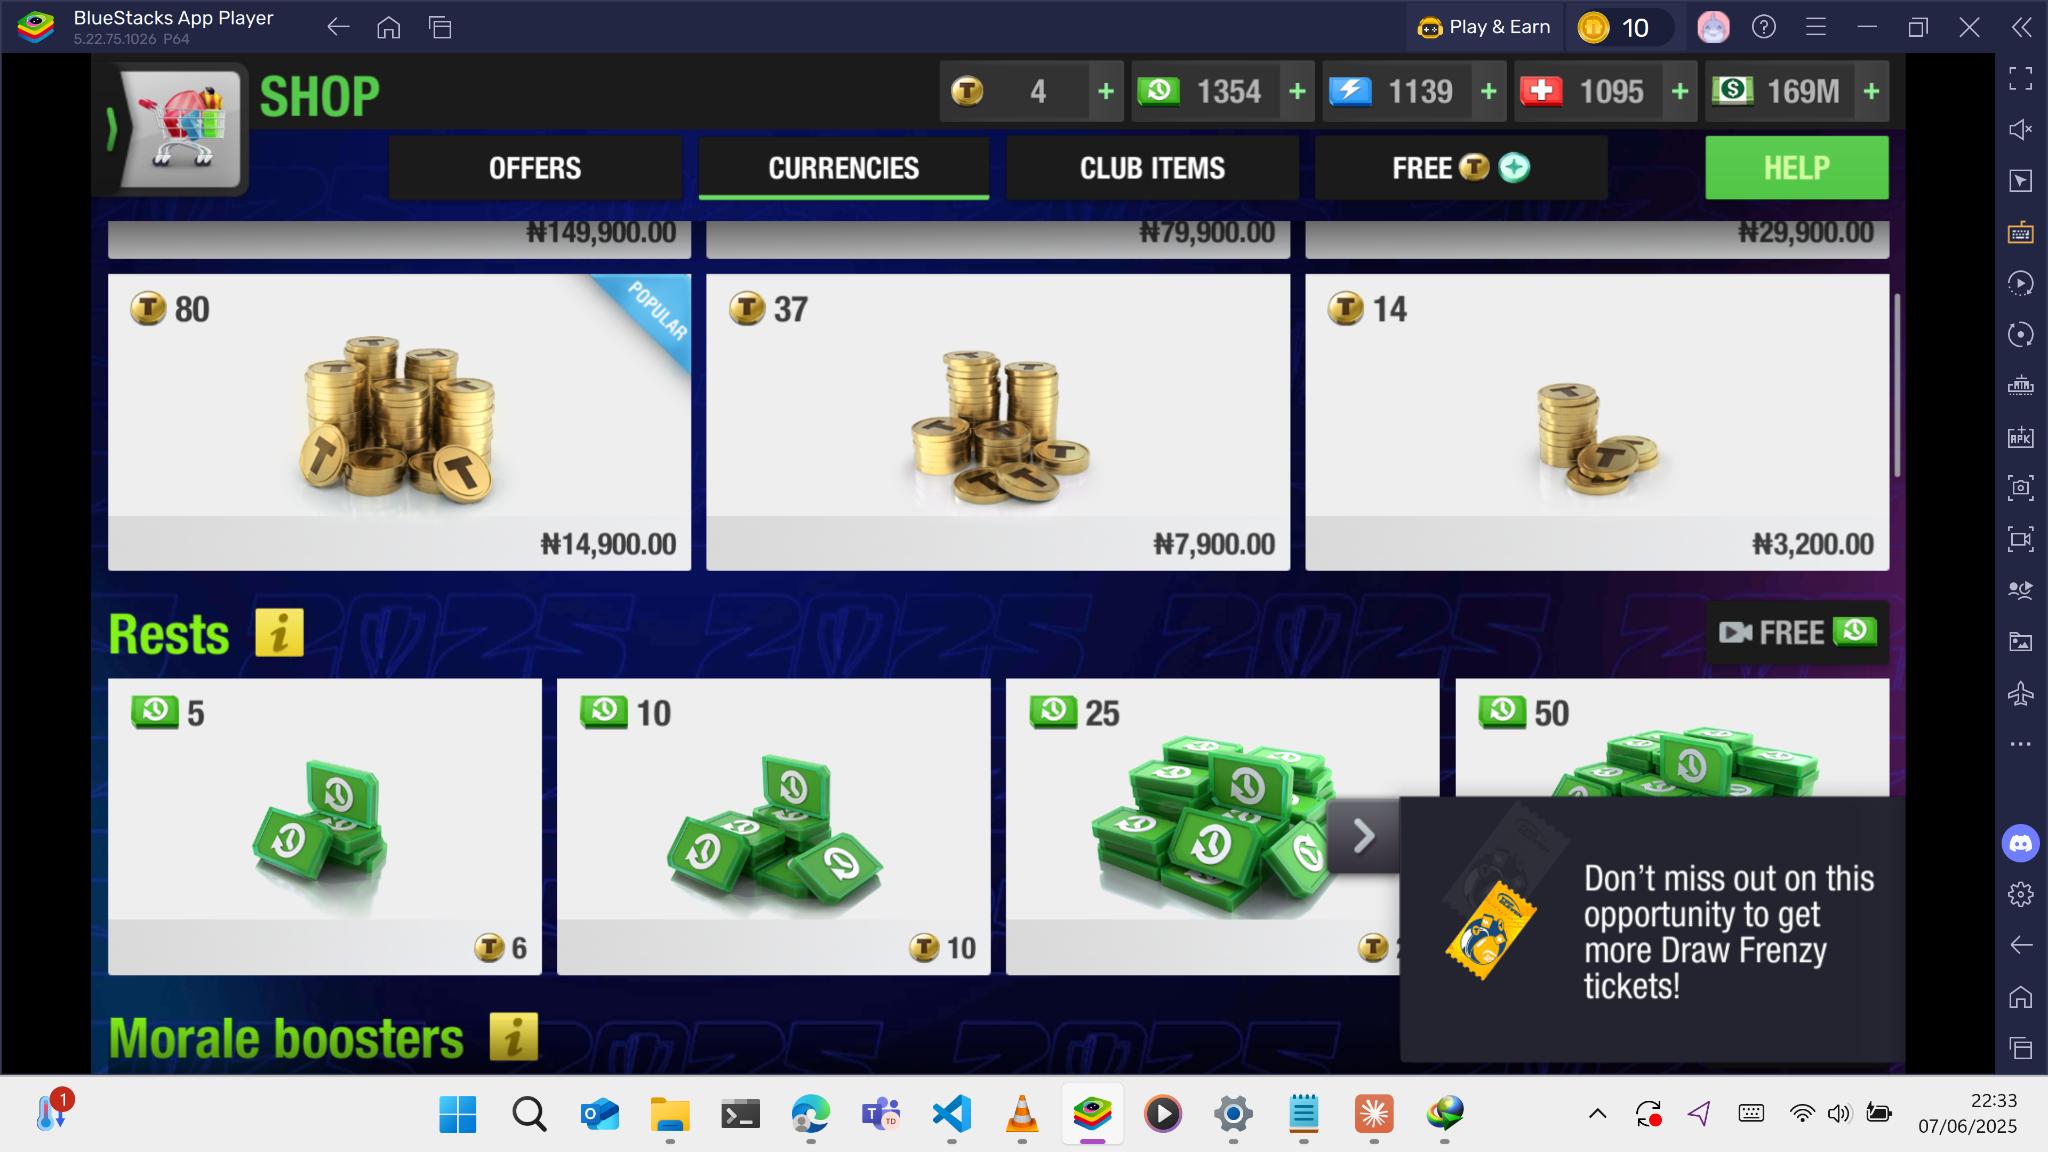 BlueStacks App Player
5.22.75.1026 P64
Play & Earn
10
SHOP
4 +
1354 +
1139 +
1095 +
169M +
OFFERS
CURRENCIES
CLUB ITEMS
FREE
HELP
₦149,900.00
₦79,900.00
₦29,900.00
80
POPULAR
37
14
₦14,900.00
₦7,900.00
₦3,200.00
Rests
FREE
5
10
25
50
6
10
Don't miss out on this
opportunity to get
more Draw Frenzy
tickets!
Morale boosters
1
22:33
07/06/2025